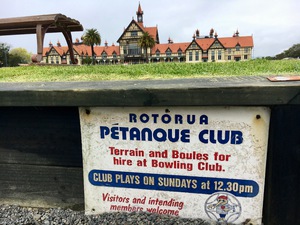 ROTORUA
PÉTANQUE CLUB
Terrain and Boules for
hire at Bowling Club.
CLUB PLAYS ON SUNDAYS at 12.30pm
Visitors and intending
members welcome